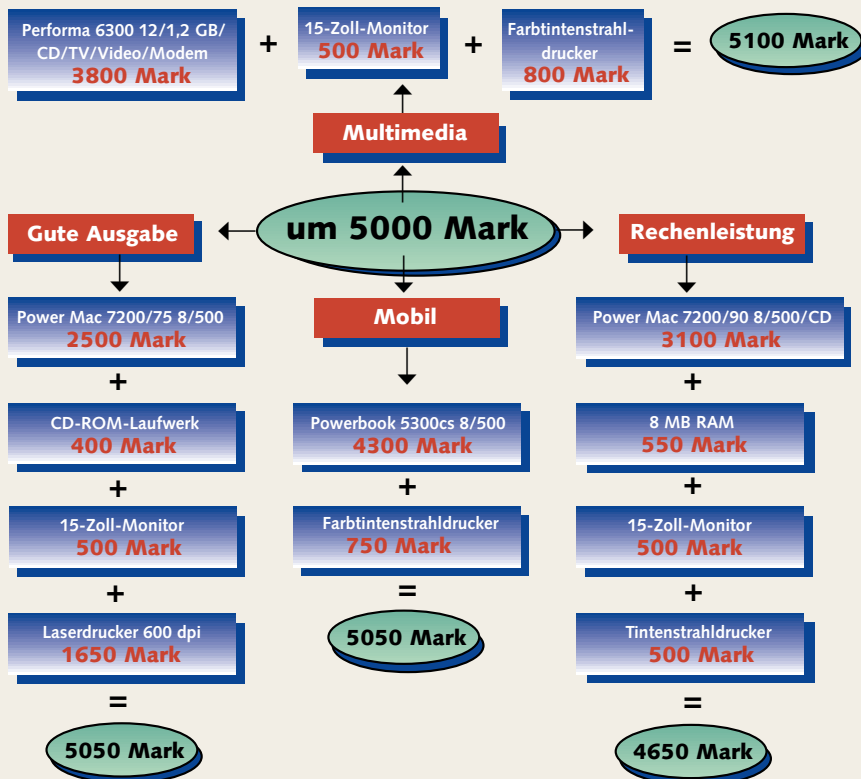 Performa 6300 12/1,2 GB/
CD/TV/Video/Modem
3800 Mark
+
15-Zoll-Monitor
500 Mark
+
Farbtintenstrahl-
drucker
800 Mark
=
5100 Mark
Multimedia
um 5000 Mark
Gute Ausgabe
Power Mac 7200/75 8/500
2500 Mark
+
CD-ROM-Laufwerk
400 Mark
+
15-Zoll-Monitor
500 Mark
+
Laserdrucker 600 dpi
1650 Mark
=
5050 Mark
Mobil
Powerbook 5300cs 8/500
4300 Mark
+
Farbtintenstrahldrucker
750 Mark
=
5050 Mark
Rechenleistung
Power Mac 7200/90 8/500/CD
3100 Mark
+
8 MB RAM
550 Mark
+
15-Zoll-Monitor
500 Mark
+
Tintenstrahldrucker
500 Mark
=
4650 Mark